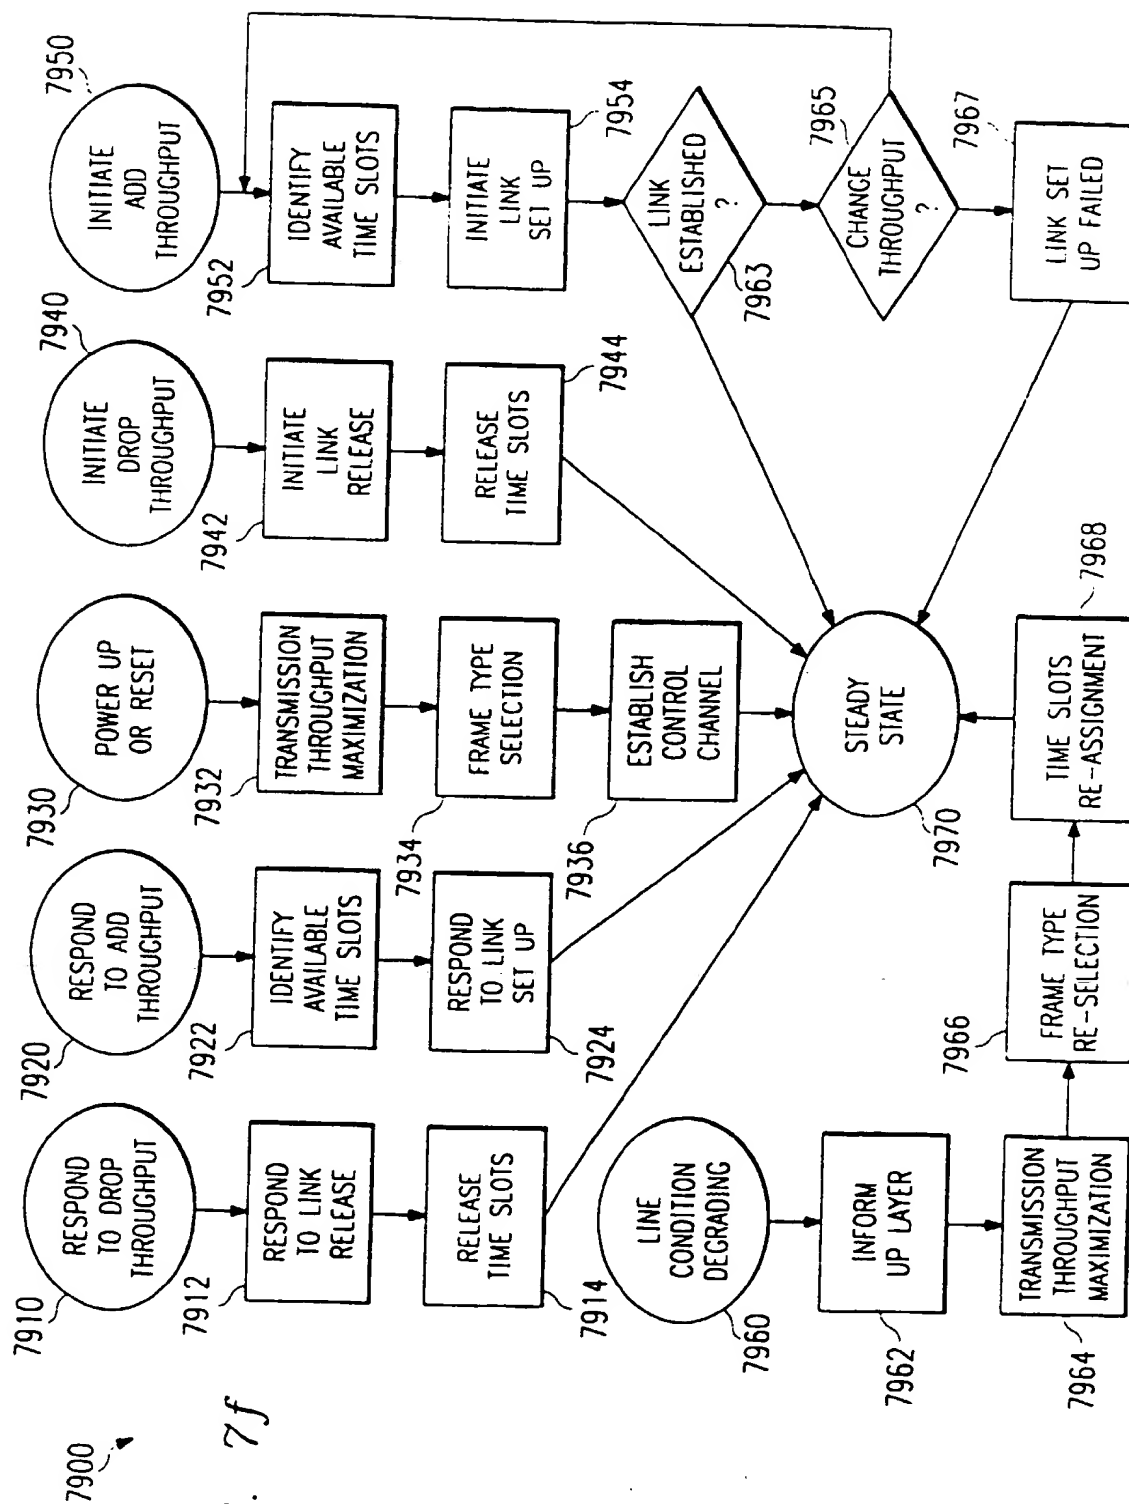 7900
. 7f
7910
RESPOND
TO DROP
THROUGHPUT
7912
RESPOND
TO LINK
RELEASE
RELEASE
TIME SLOTS
7914
7920
RESPOND
TO ADD
THROUGHPUT
7922
IDENTIFY
AVAILABLE
TIME SLOTS
RESPOND
TO LINK
SET UP
7924
7930
POWER UP
OR RESET
7932
TRANSMISSION
THROUGHPUT
MAXIMIZATION
7934
FRAME TYPE
SELECTION
7936
ESTABLISH
CONTROL
CHANNEL
7940
INITIATE
DROP
THROUGHPUT
7942
INITIATE
LINK
RELEASE
RELEASE
TIME SLOTS
7944
7950
INITIATE
ADD
THROUGHPUT
7952
IDENTIFY
AVAILABLE
TIME SLOTS
INITIATE
LINK
SET UP
7954
LINK
ESTABLISHED
?
7963
7965
CHANGE
THROUGHPUT
?
7967
LINK SET
UP FAILED
STEADY
STATE
7970
LINE
CONDITION
DEGRADING
7960
INFORM
UP LAYER
7962
TRANSMISSION
THROUGHPUT
MAXIMIZATION
7964
7966
FRAME TYPE
RE-SELECTION
7968
TIME SLOTS
RE-ASSIGNMENT